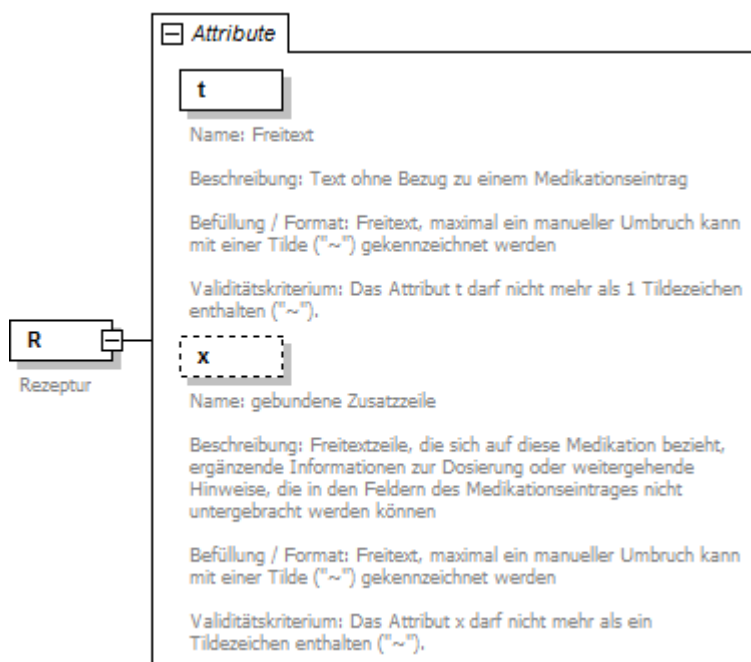 Attribute
t
Name: Freitext
Beschreibung: Text ohne Bezug zu einem Medikationseintrag
Befüllung / Format: Freitext, maximal ein manueller Umbruch kann
mit einer Tilde ("~") gekennzeichnet werden
Validitätskriterium: Das Attribut t darf nicht mehr als 1 Tildezeichen
enthalten ("~").
R
Rezeptur
x
Name: gebundene Zusatzzeile
Beschreibung: Freitextzeile, die sich auf diese Medikation bezieht,
ergänzende Informationen zur Dosierung oder weitergehende
Hinweise, die in den Feldern des Medikationseintrages nicht
untergebracht werden können
Befüllung / Format: Freitext, maximal ein manueller Umbruch kann
mit einer Tilde ("~") gekennzeichnet werden
Validitätskriterium: Das Attribut x darf nicht mehr als ein
Tildezeichen enthalten ("~").